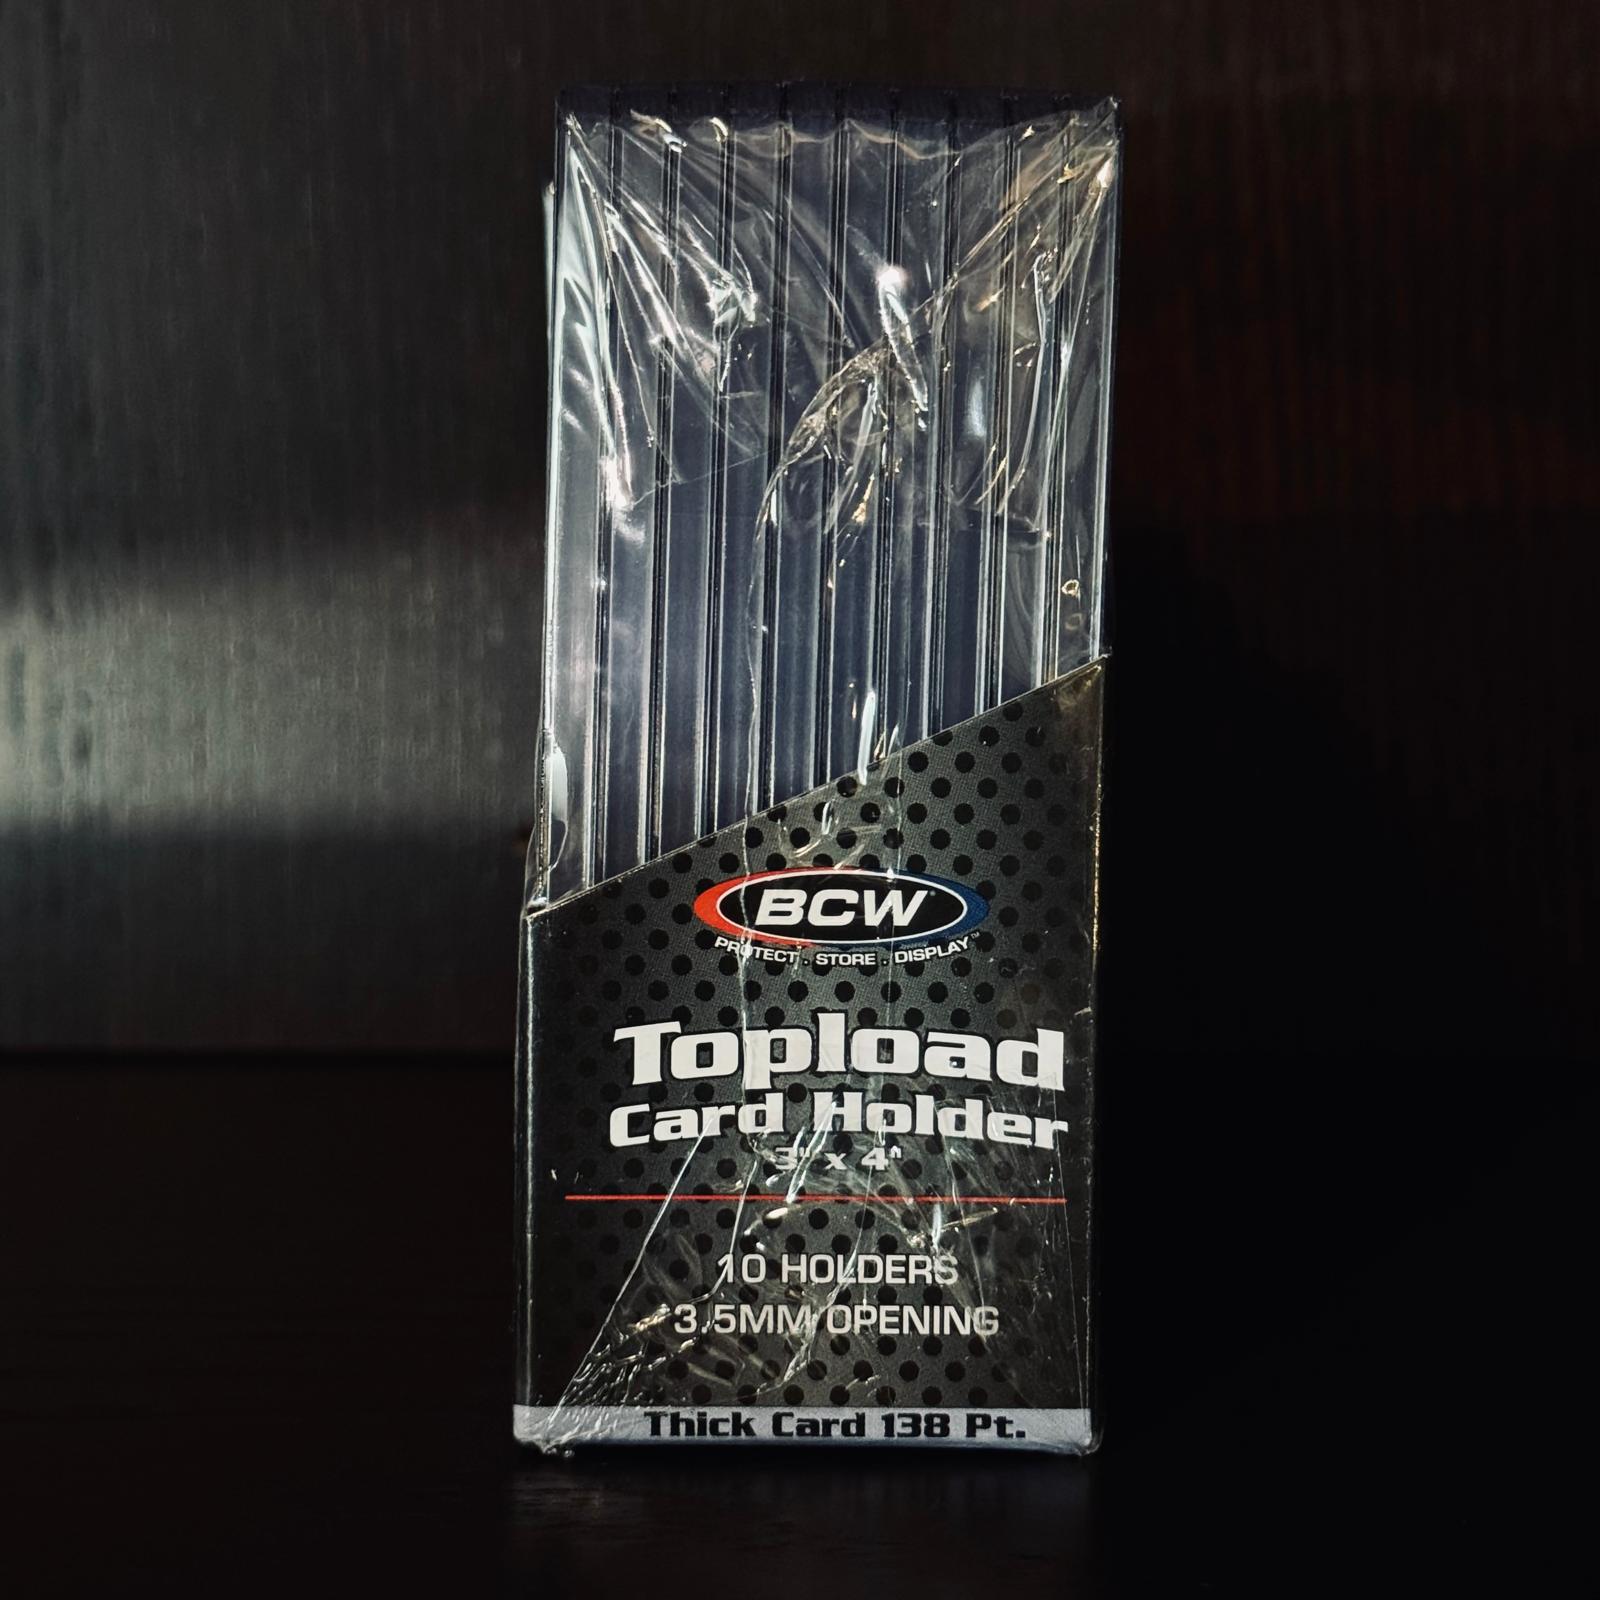 BCW
PROTECT . STORE . DISPLAY™
Topload
Card Holder
3" x 4"
10 HOLDERS
3.5MM OPENING
Thick Card 138 Pt.